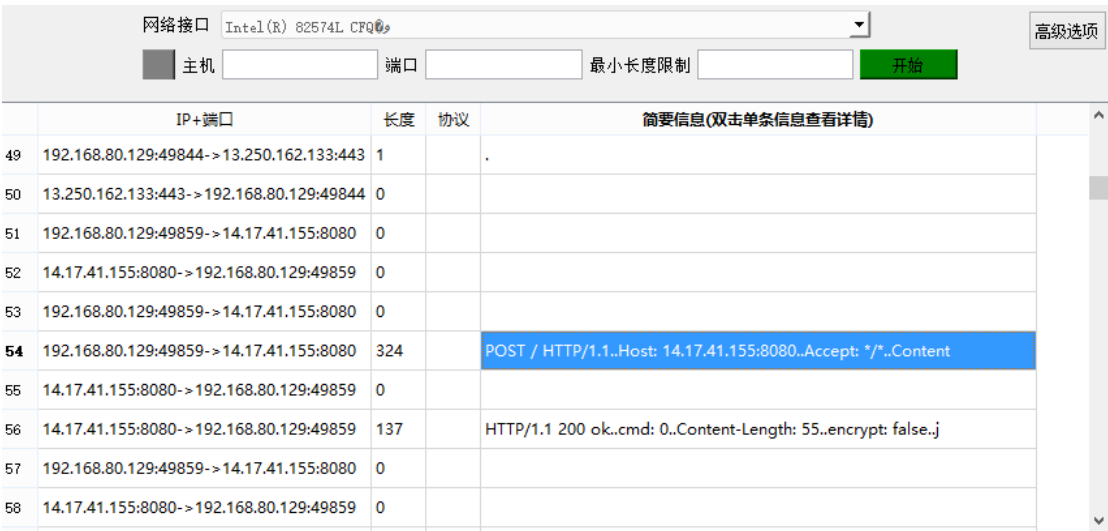 网络接口 Intel(R) 82574L CFQ 高级选项
主机 端口 最小长度限制 开始
IP+端口 长度 协议 简要信息(双击单条信息查看详情)
49 192.168.80.129:49844->13.250.162.133:443 1 .
50 13.250.162.133:443->192.168.80.129:49844 0
51 192.168.80.129:49859->14.17.41.155:8080 0
52 14.17.41.155:8080->192.168.80.129:49859 0
53 192.168.80.129:49859->14.17.41.155:8080 0
54 192.168.80.129:49859->14.17.41.155:8080 324 POST / HTTP/1.1..Host: 14.17.41.155:8080..Accept: */*..Content
55 14.17.41.155:8080->192.168.80.129:49859 0
56 14.17.41.155:8080->192.168.80.129:49859 137 HTTP/1.1 200 ok..cmd: 0..Content-Length: 55..encrypt: false..j
57 192.168.80.129:49859->14.17.41.155:8080 0
58 14.17.41.155:8080->192.168.80.129:49859 0